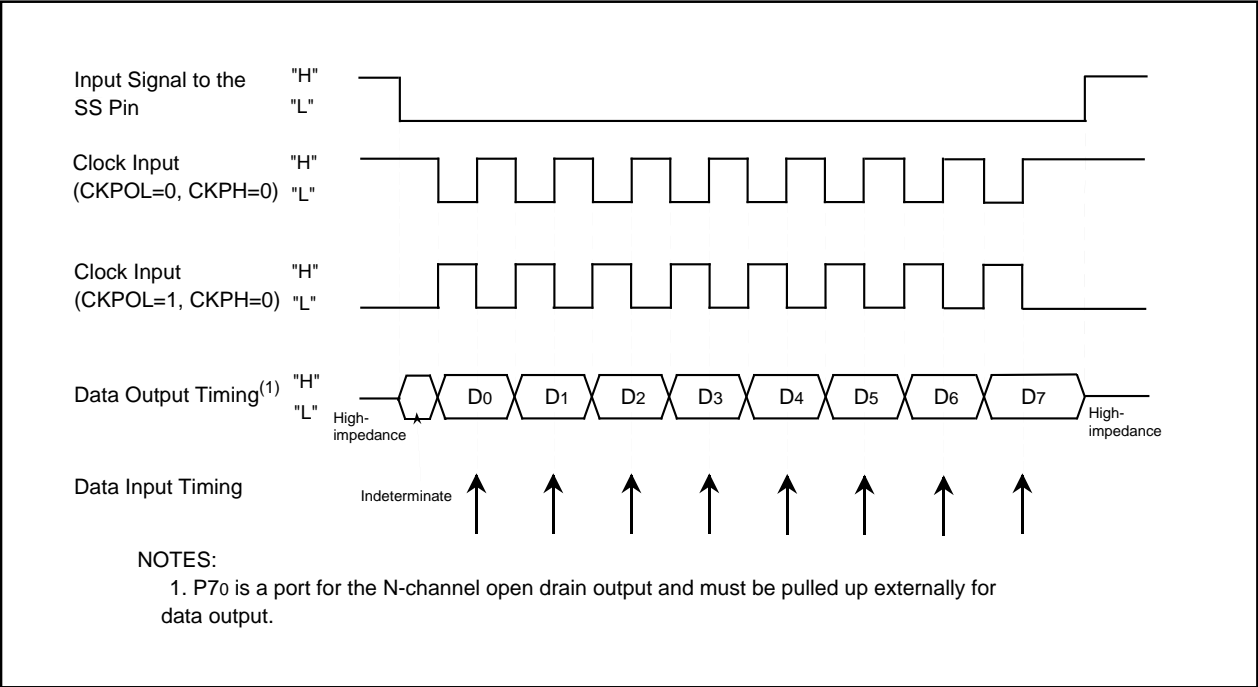 Input Signal to the "H"
SS Pin "L"
Clock Input "H"
(CKPOL=0, CKPH=0) "L"
Clock Input "H"
(CKPOL=1, CKPH=0) "L"
Data Output Timing(1) "H"
"L"
D0 D1 D2 D3 D4 D5 D6 D7
High-
impedance
High-
impedance
Data Input Timing
Indeterminate
NOTES:
1. P70 is a port for the N-channel open drain output and must be pulled up externally for
data output.